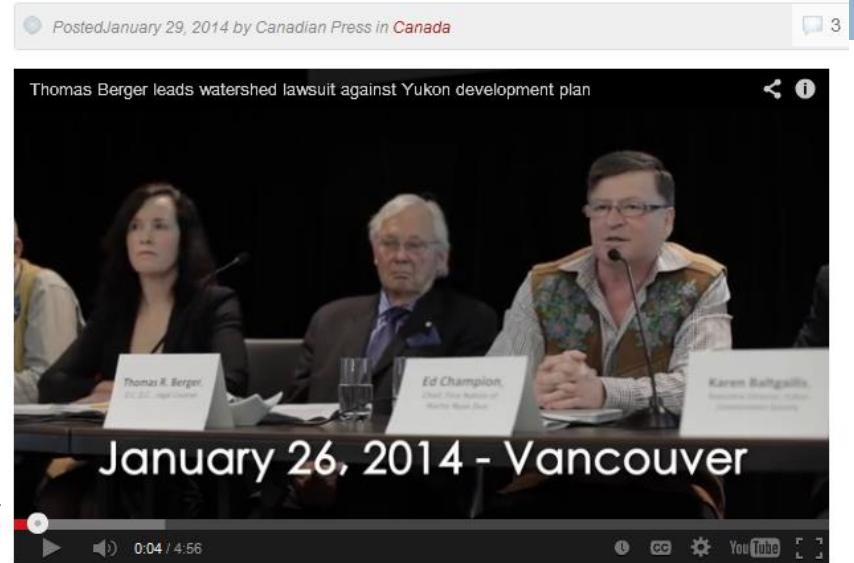 PostedJanuary 29, 2014 by Canadian Press in Canada
3
Thomas Berger leads watershed lawsuit against Yukon development plan
Thomas R. Berger,
Ed Champion,
Karen Baltgailis,
January 26, 2014 - Vancouver
0:04 / 4:56
CC
YouTube